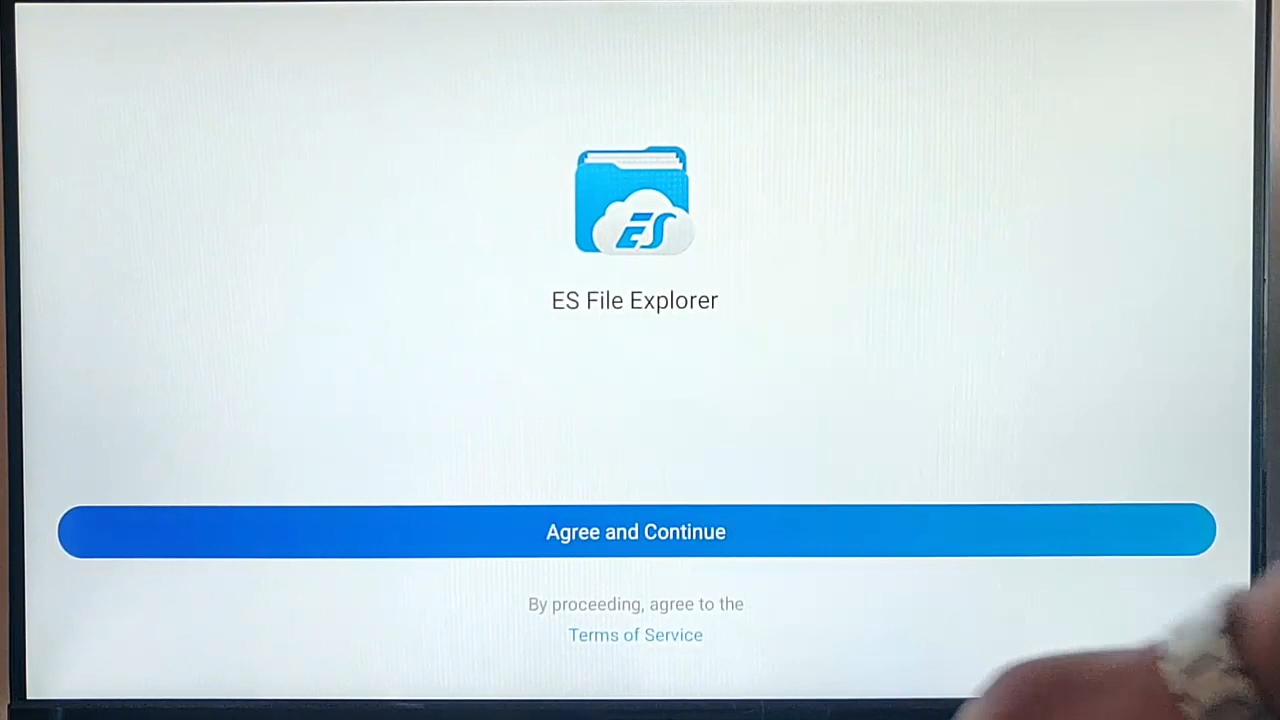 ES
ES File Explorer
Agree and Continue
By proceeding, agree to the
Terms of Service